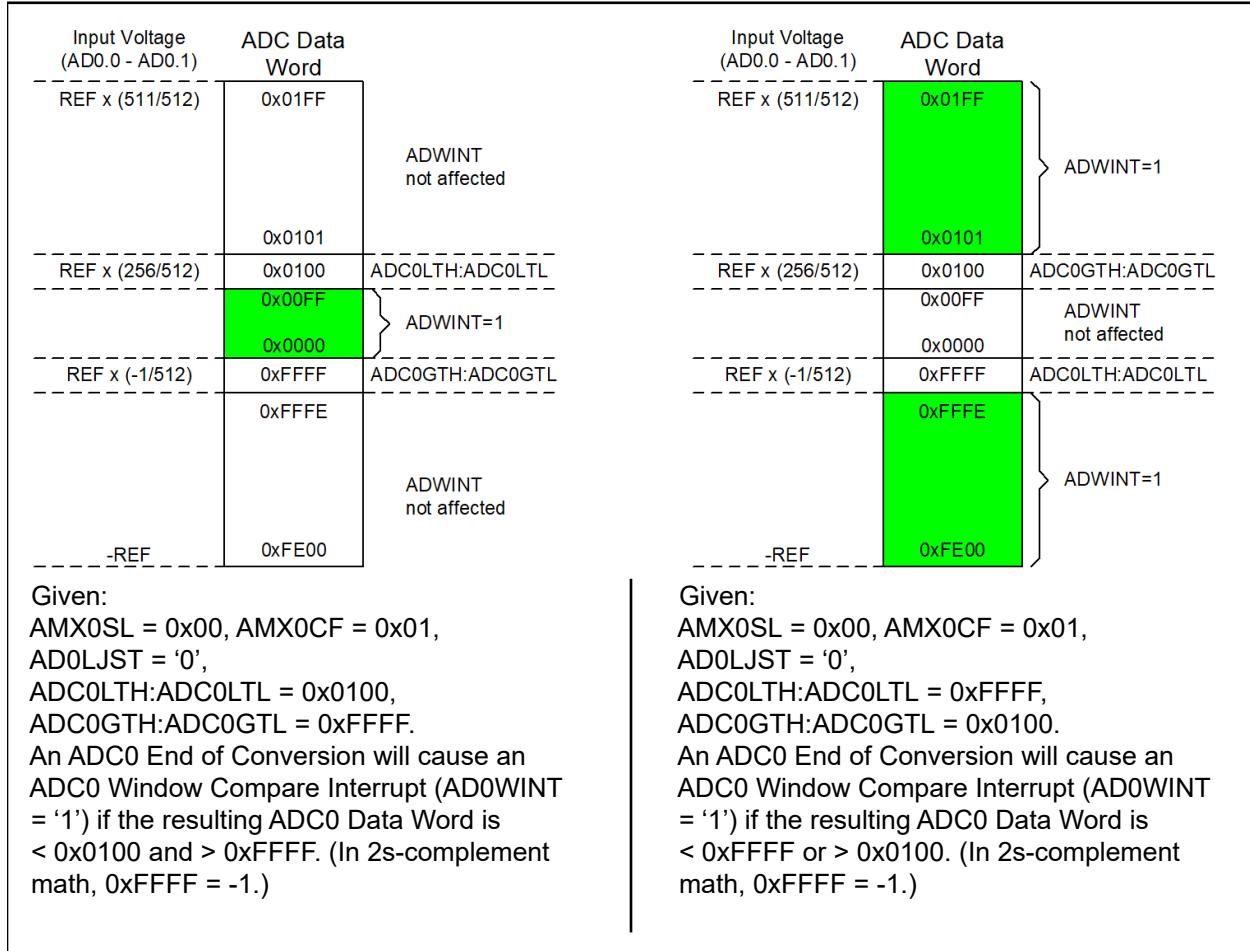 Input Voltage
(AD0.0 - AD0.1)
ADC Data
Word
REF x (511/512)
0x01FF
ADWINT
not affected
0x0101
REF x (256/512)
0x0100
ADC0LTH:ADC0LTL
0x00FF
ADWINT=1
0x0000
REF x (-1/512)
0xFFFF
ADC0GTH:ADC0GTL
0xFFFE
ADWINT
not affected
-REF
0xFE00
Given:
AMX0SL = 0x00, AMX0CF = 0x01,
AD0LJST = ‘0’,
ADC0LTH:ADC0LTL = 0x0100,
ADC0GTH:ADC0GTL = 0xFFFF.
An ADC0 End of Conversion will cause an
ADC0 Window Compare Interrupt (AD0WINT
= ‘1’) if the resulting ADC0 Data Word is
< 0x0100 and > 0xFFFF. (In 2s-complement
math, 0xFFFF = -1.)
Input Voltage
(AD0.0 - AD0.1)
ADC Data
Word
REF x (511/512)
0x01FF
ADWINT=1
0x0101
REF x (256/512)
0x0100
ADC0GTH:ADC0GTL
0x00FF
ADWINT
not affected
0x0000
REF x (-1/512)
0xFFFF
ADC0LTH:ADC0LTL
0xFFFE
ADWINT=1
-REF
0xFE00
Given:
AMX0SL = 0x00, AMX0CF = 0x01,
AD0LJST = ‘0’,
ADC0LTH:ADC0LTL = 0xFFFF,
ADC0GTH:ADC0GTL = 0x0100.
An ADC0 End of Conversion will cause an
ADC0 Window Compare Interrupt (AD0WINT
= ‘1’) if the resulting ADC0 Data Word is
< 0xFFFF or > 0x0100. (In 2s-complement
math, 0xFFFF = -1.)